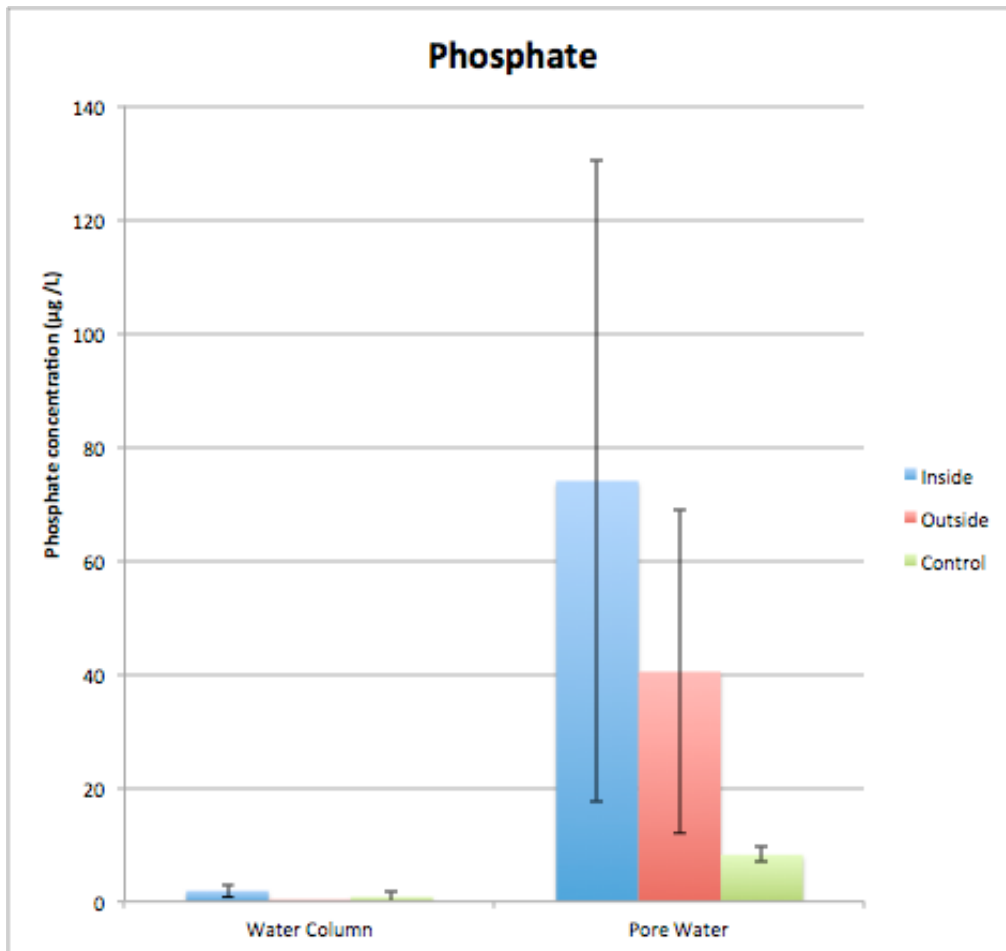 Phosphate
Phosphate concentration (µg /L)
140
120
100
80
60
40
20
0
Water Column
Pore Water
Inside
Outside
Control